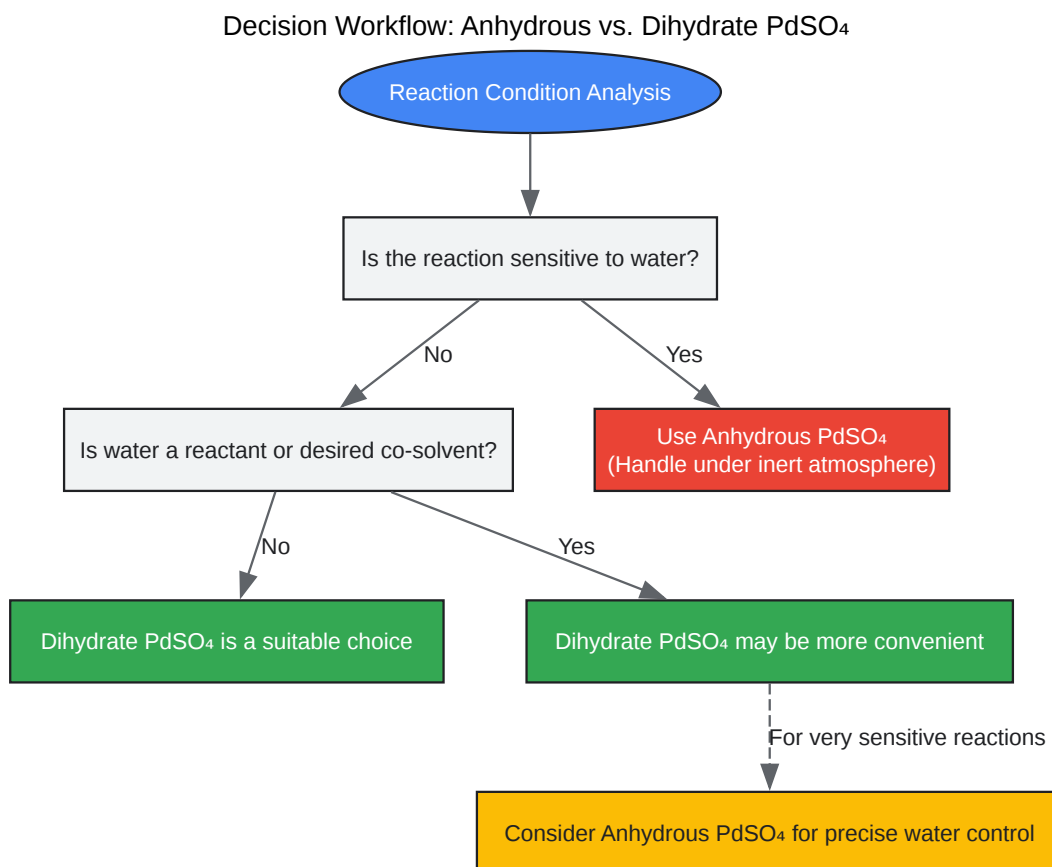 Decision Workflow: Anhydrous vs. Dihydrate PdSO₄
Reaction Condition Analysis
Is the reaction sensitive to water?
No
Yes
Is water a reactant or desired co-solvent?
Use Anhydrous PdSO₄
(Handle under inert atmosphere)
No
Yes
Dihydrate PdSO₄ is a suitable choice
Dihydrate PdSO₄ may be more convenient
For very sensitive reactions
Consider Anhydrous PdSO₄ for precise water control